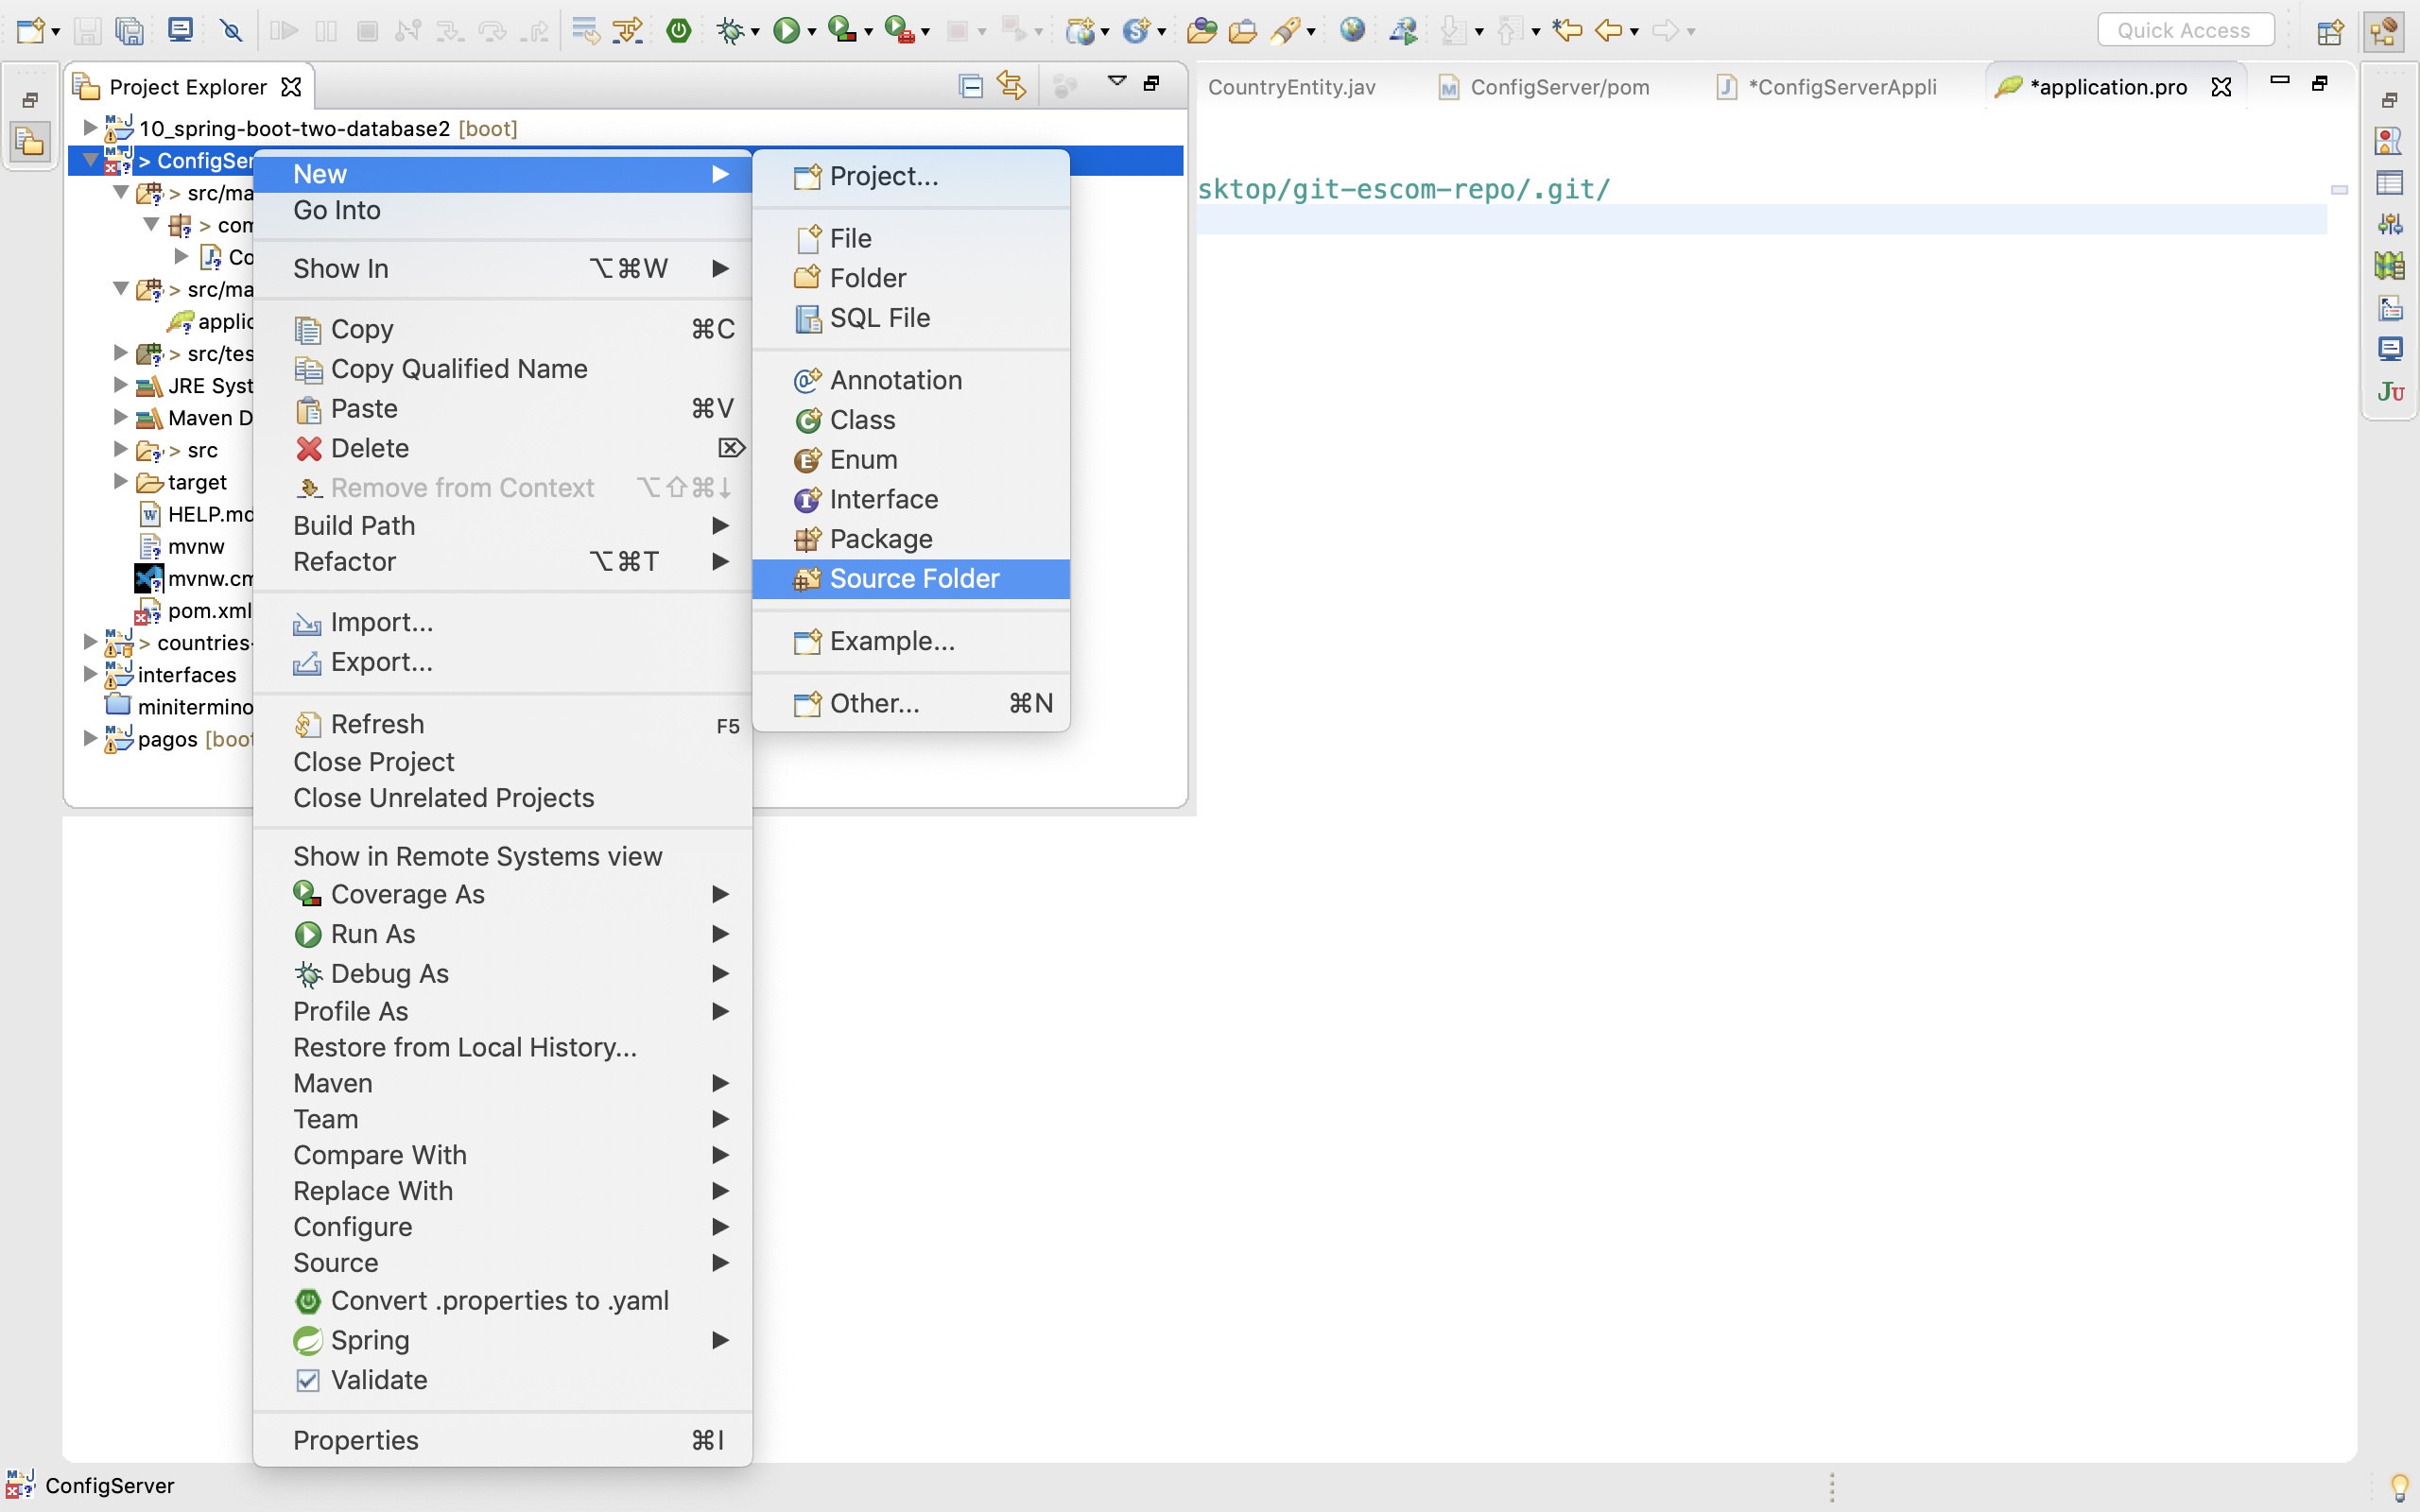 Quick Access
Project Explorer
CountryEntity.jav
ConfigServer/pom
*ConfigServerAppli
*application.pro
10_spring-boot-two-database2 [boot]
> ConfigSer
> src/ma
> com
Co
> src/ma
applic
> src/tes
JRE Syst
Maven D
> src
target
HELP.md
mvnw
mvnw.cm
pom.xml
> countries-
interfaces
minitermino
pagos [boot
New
Go Into
Show In ⌥⌘W
Copy ⌘C
Copy Qualified Name
Paste ⌘V
Delete ⌦
Remove from Context ⌥⇧⌘↓
Build Path
Refactor ⌥⌘T
Import...
Export...
Refresh F5
Close Project
Close Unrelated Projects
Show in Remote Systems view
Coverage As
Run As
Debug As
Profile As
Restore from Local History...
Maven
Team
Compare With
Replace With
Configure
Source
Convert .properties to .yaml
Spring
Validate
Properties ⌘I
Project...
File
Folder
SQL File
Annotation
Class
Enum
Interface
Package
Source Folder
Example...
Other... ⌘N
sktop/git-escom-repo/.git/
Ju
ConfigServer